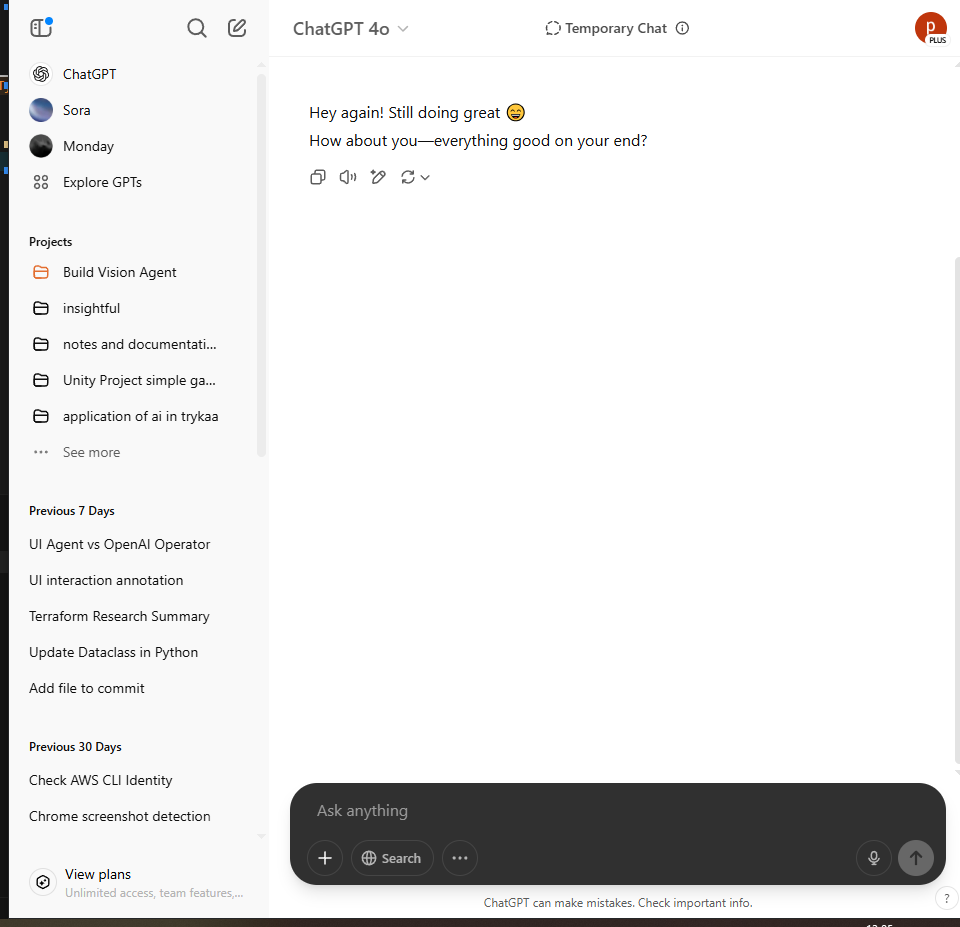 ChatGPT 4o
Temporary Chat
p
PLUS
ChatGPT
Sora
Monday
Explore GPTs
Projects
Build Vision Agent
insightful
notes and documentati...
Unity Project simple ga...
application of ai in trykaa
See more
Previous 7 Days
UI Agent vs OpenAI Operator
UI interaction annotation
Terraform Research Summary
Update Dataclass in Python
Add file to commit
Previous 30 Days
Check AWS CLI Identity
Chrome screenshot detection
View plans
Unlimited access, team features,...
Hey again! Still doing great 😄
How about you—everything good on your end?
Ask anything
Search
ChatGPT can make mistakes. Check important info.
?